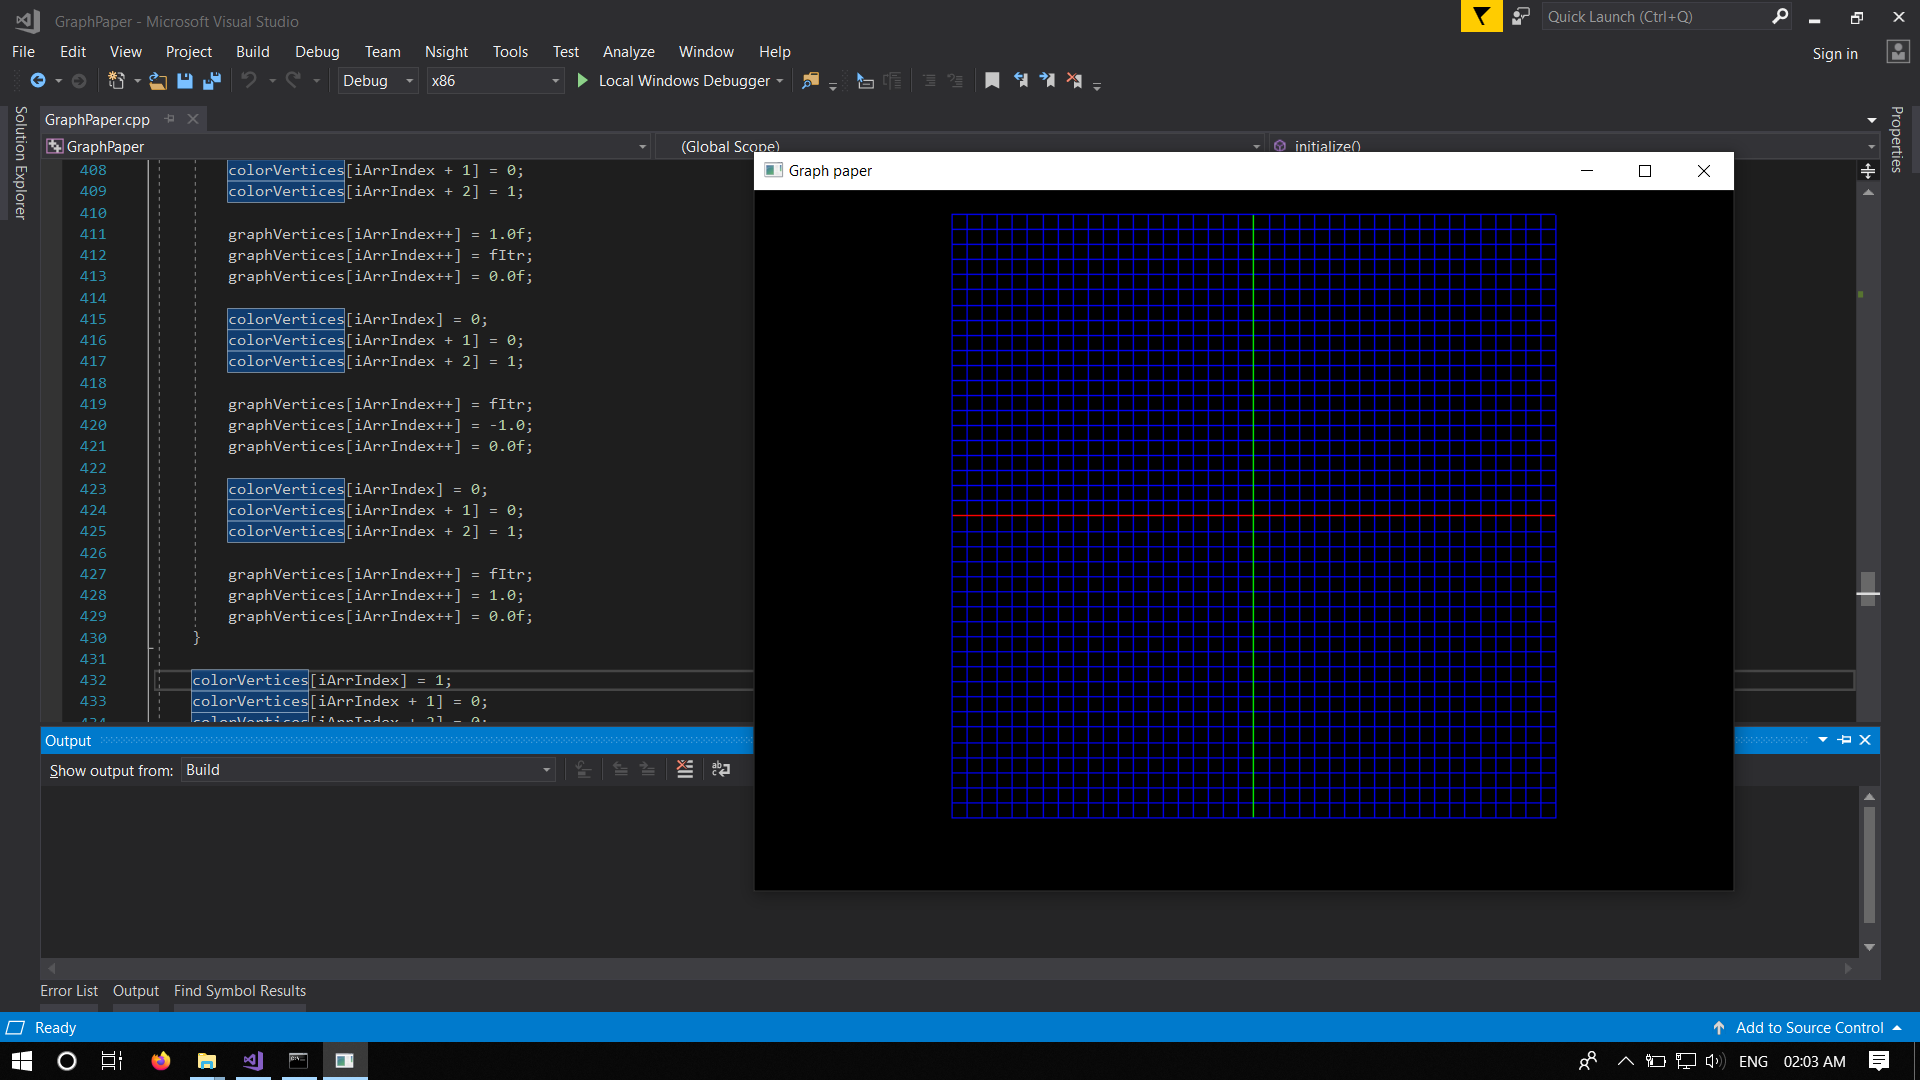 GraphPaper - Microsoft Visual Studio
Quick Launch (Ctrl+Q)
File Edit View Project Build Debug Team Nsight Tools Test Analyze Window Help
Sign in
Debug x86 Local Windows Debugger
Solution Explorer
GraphPaper.cpp
Properties
GraphPaper (Global Scope) initialize()
Graph paper
408 colorVertices[iArrIndex + 1] = 0;
409 colorVertices[iArrIndex + 2] = 1;
410
411 graphVertices[iArrIndex++] = 1.0f;
412 graphVertices[iArrIndex++] = fItr;
413 graphVertices[iArrIndex++] = 0.0f;
414
415 colorVertices[iArrIndex] = 0;
416 colorVertices[iArrIndex + 1] = 0;
417 colorVertices[iArrIndex + 2] = 1;
418
419 graphVertices[iArrIndex++] = fItr;
420 graphVertices[iArrIndex++] = -1.0;
421 graphVertices[iArrIndex++] = 0.0f;
422
423 colorVertices[iArrIndex] = 0;
424 colorVertices[iArrIndex + 1] = 0;
425 colorVertices[iArrIndex + 2] = 1;
426
427 graphVertices[iArrIndex++] = fItr;
428 graphVertices[iArrIndex++] = 1.0;
429 graphVertices[iArrIndex++] = 0.0f;
430 }
431
432 colorVertices[iArrIndex] = 1;
433 colorVertices[iArrIndex + 1] = 0;
434 colorVertices[iArrIndex + 2] = 0;
Output
Show output from: Build
Error List Output Find Symbol Results
Ready
Add to Source Control
ENG 02:03 AM